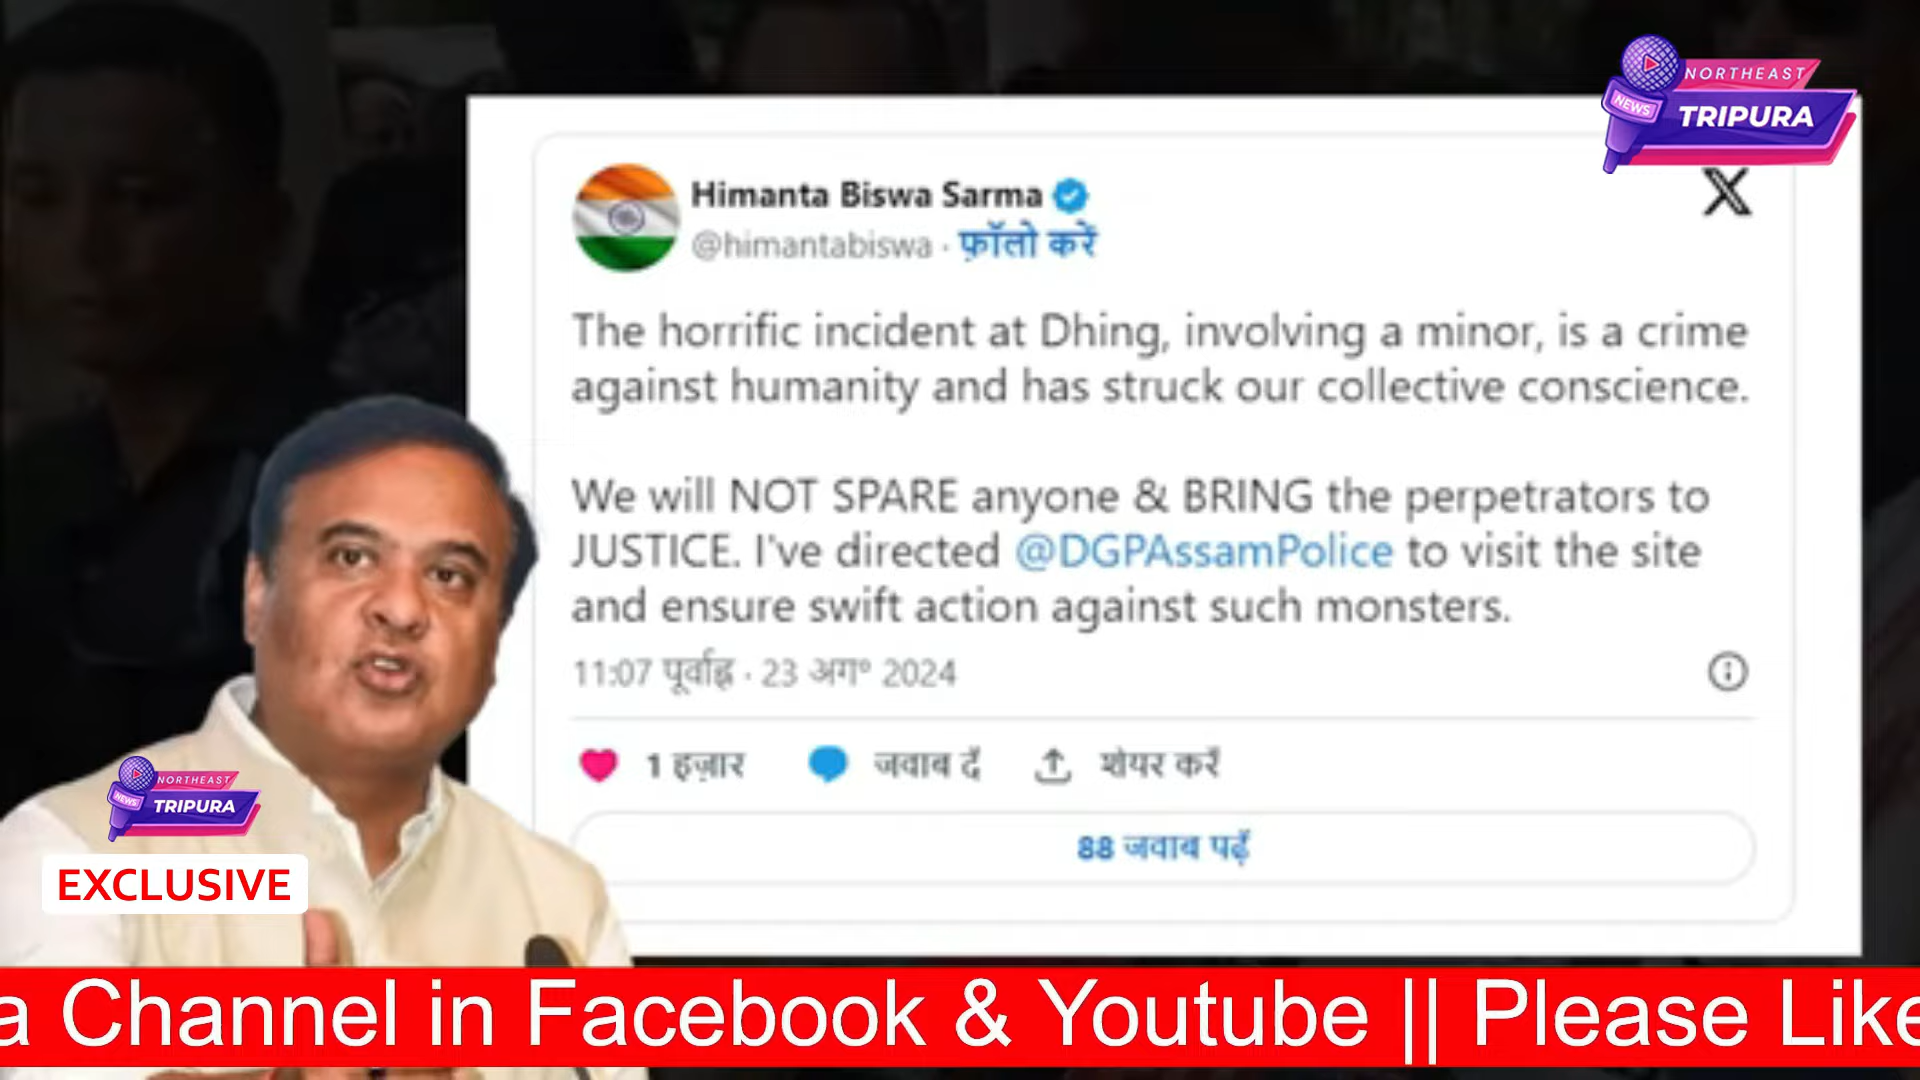 NORTHEAST
NEWS
TRIPURA
Himanta Biswa Sarma
@himantabiswa · फ़ॉलो करें
The horrific incident at Dhing, involving a minor, is a crime
against humanity and has struck our collective conscience.
We will NOT SPARE anyone & BRING the perpetrators to
JUSTICE. I've directed @DGPAssamPolice to visit the site
and ensure swift action against such monsters.
11:07 पूर्वाह्न · 23 अग॰ 2024
1 हज़ार जवाब दें शेयर करें
88 जवाब पढ़ें
NORTHEAST
NEWS
TRIPURA
EXCLUSIVE
a Channel in Facebook & Youtube || Please Like